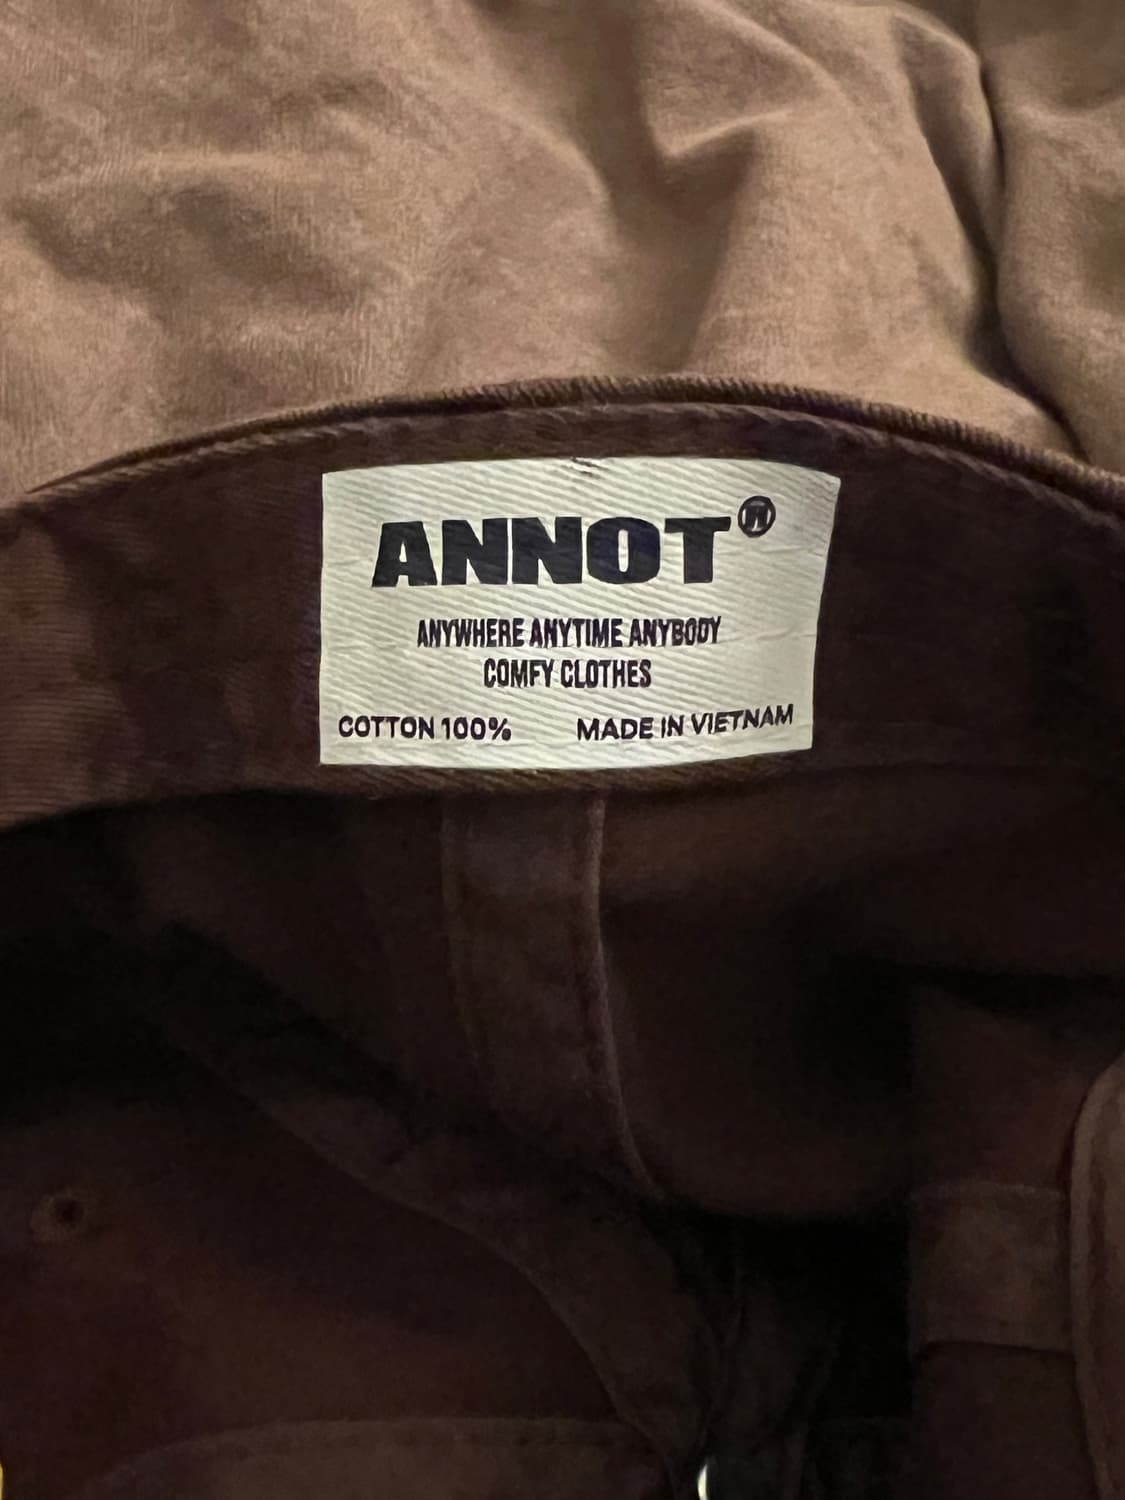 ANNOT®
ANYWHERE ANYTIME ANYBODY
COMFY CLOTHES
COTTON 100% MADE IN VIETNAM